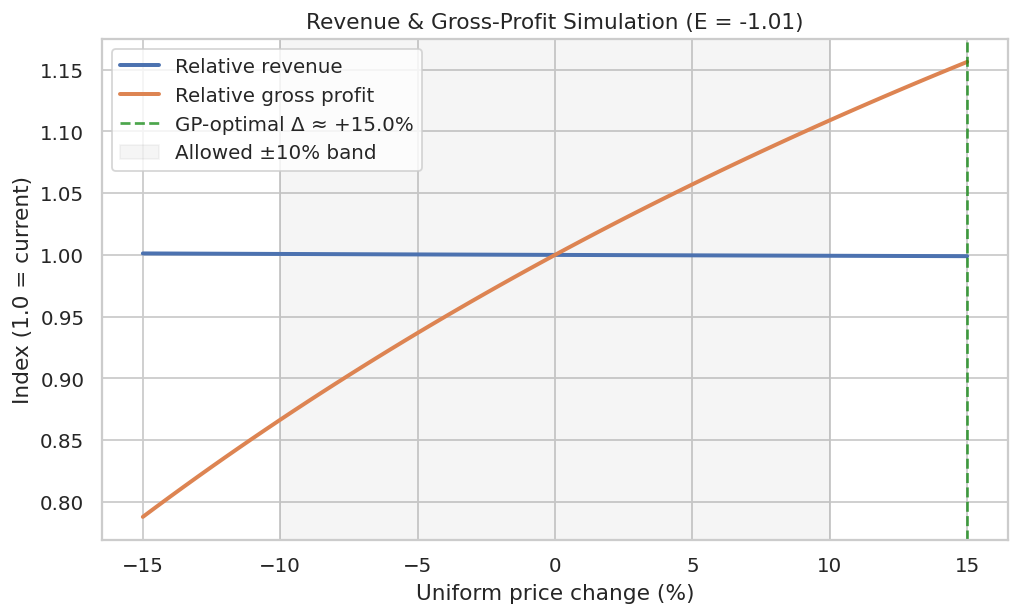 Revenue & Gross-Profit Simulation (E = -1.01)
Relative revenue
Relative gross profit
GP-optimal Δ ≈ +15.0%
Allowed ±10% band
Index (1.0 = current)
1.15
1.10
1.05
1.00
0.95
0.90
0.85
0.80
−15
−10
−5
0
5
10
15
Uniform price change (%)